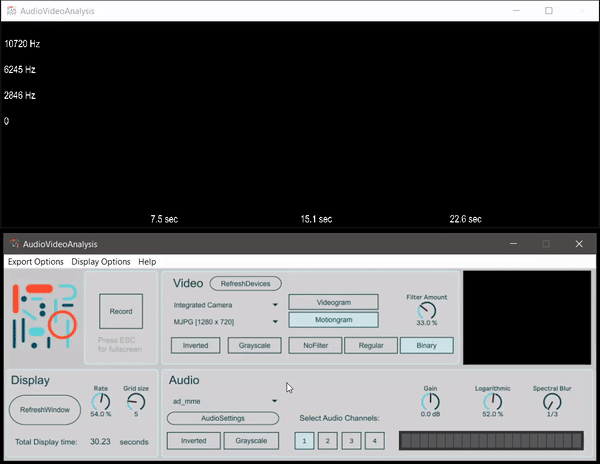 AudioVideoAnalysis
10720 Hz
6245 Hz
2846 Hz
0
7.5 sec 15.1 sec 22.6 sec
AudioVideoAnalysis
Export Options Display Options Help
Record
Press ESC
for fullscreen
Video RefreshDevices
Integrated Camera
MJPG [1280 x 720]
Videogram
Motiongram
Filter Amount
33.0 %
Inverted Grayscale NoFilter Regular Binary
Display
Rate Grid size
RefreshWindow
54.0 % 5
Total Display time: 30.23 seconds
Audio
ad_mme
AudioSettings
Inverted Grayscale
Select Audio Channels:
1 2 3 4
Gain Logarithmic Spectral Blur
0.0 dB 52.0 % 1/3